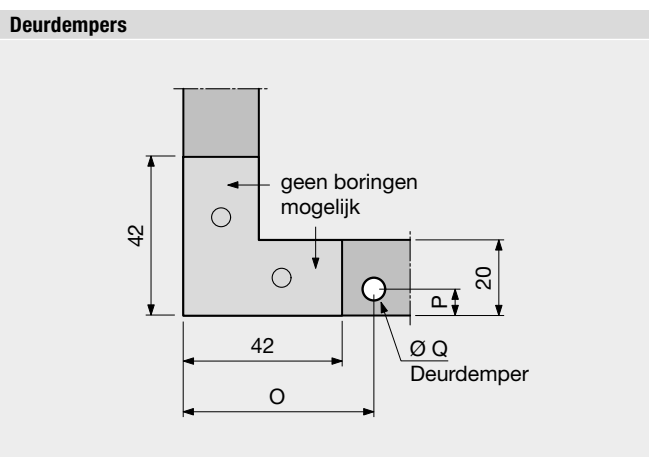 Deurdempers
geen boringen
mogelijk
42
20
P
42
Ø Q
Deurdemper
O